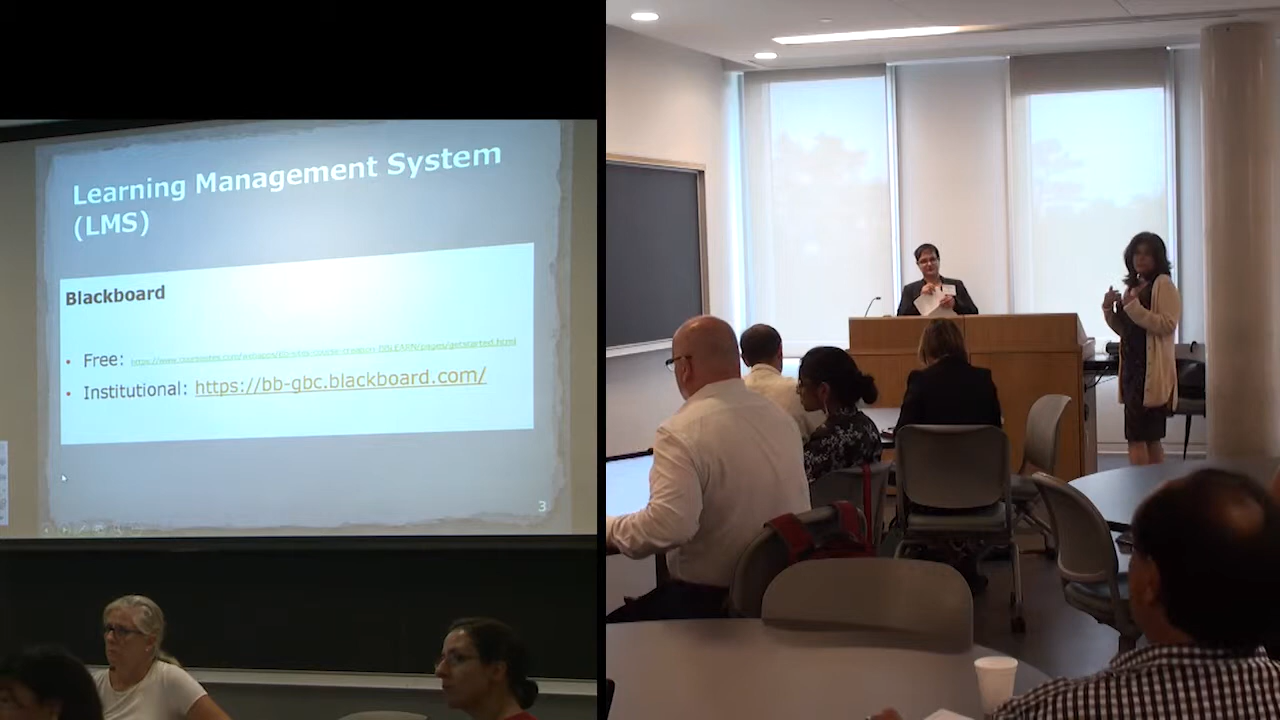 Learning Management System
(LMS)
Blackboard
• Free:
• Institutional: https://bb-gbc.blackboard.com/
3